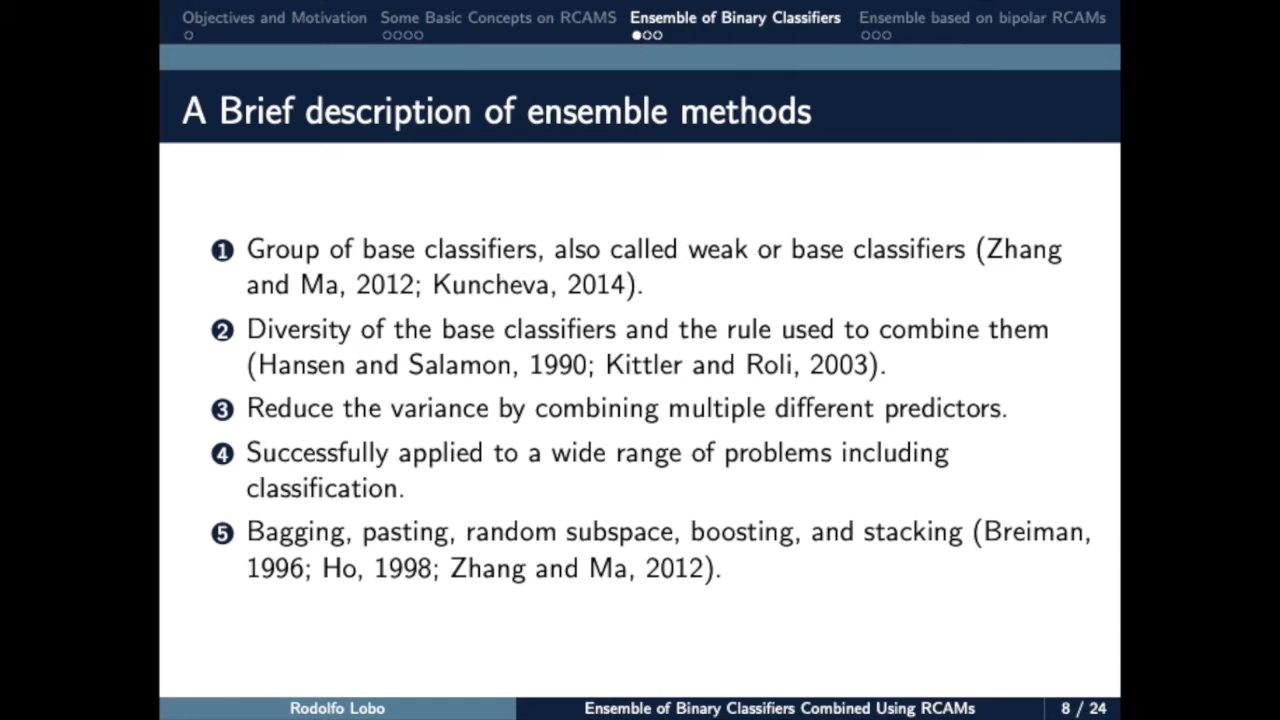 Objectives and Motivation Some Basic Concepts on RCAMS Ensemble of Binary Classifiers Ensemble based on bipolar RCAMs
A Brief description of ensemble methods
1 Group of base classifiers, also called weak or base classifiers (Zhang
and Ma, 2012; Kuncheva, 2014).
2 Diversity of the base classifiers and the rule used to combine them
(Hansen and Salamon, 1990; Kittler and Roli, 2003).
3 Reduce the variance by combining multiple different predictors.
4 Successfully applied to a wide range of problems including
classification.
5 Bagging, pasting, random subspace, boosting, and stacking (Breiman,
1996; Ho, 1998; Zhang and Ma, 2012).
Rodolfo Lobo Ensemble of Binary Classifiers Combined Using RCAMs 8 / 24